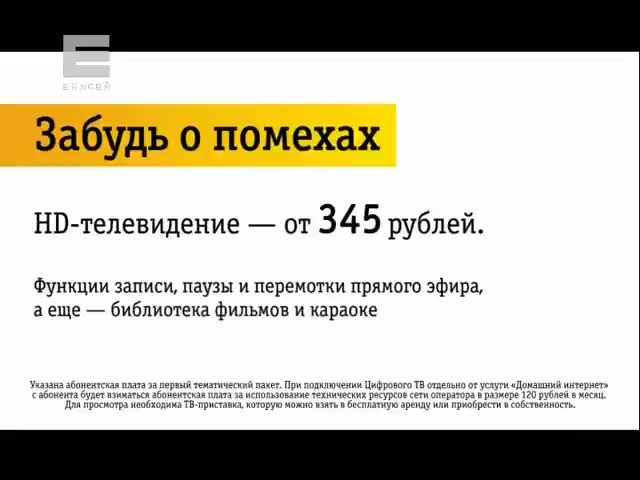 ЕНИСЕЙ
Забудь о помехах
HD-телевидение — от 345 рублей.
Функции записи, паузы и перемотки прямого эфира,
а еще — библиотека фильмов и караоке
Указана абонентская плата за первый тематический пакет. При подключении Цифрового ТВ отдельно от услуги «Домашний интернет»
с абонента будет взиматься абонентская плата за использование технических ресурсов сети оператора в размере 120 рублей в месяц.
Для просмотра необходима ТВ-приставка, которую можно взять в бесплатную аренду или приобрести в собственность.